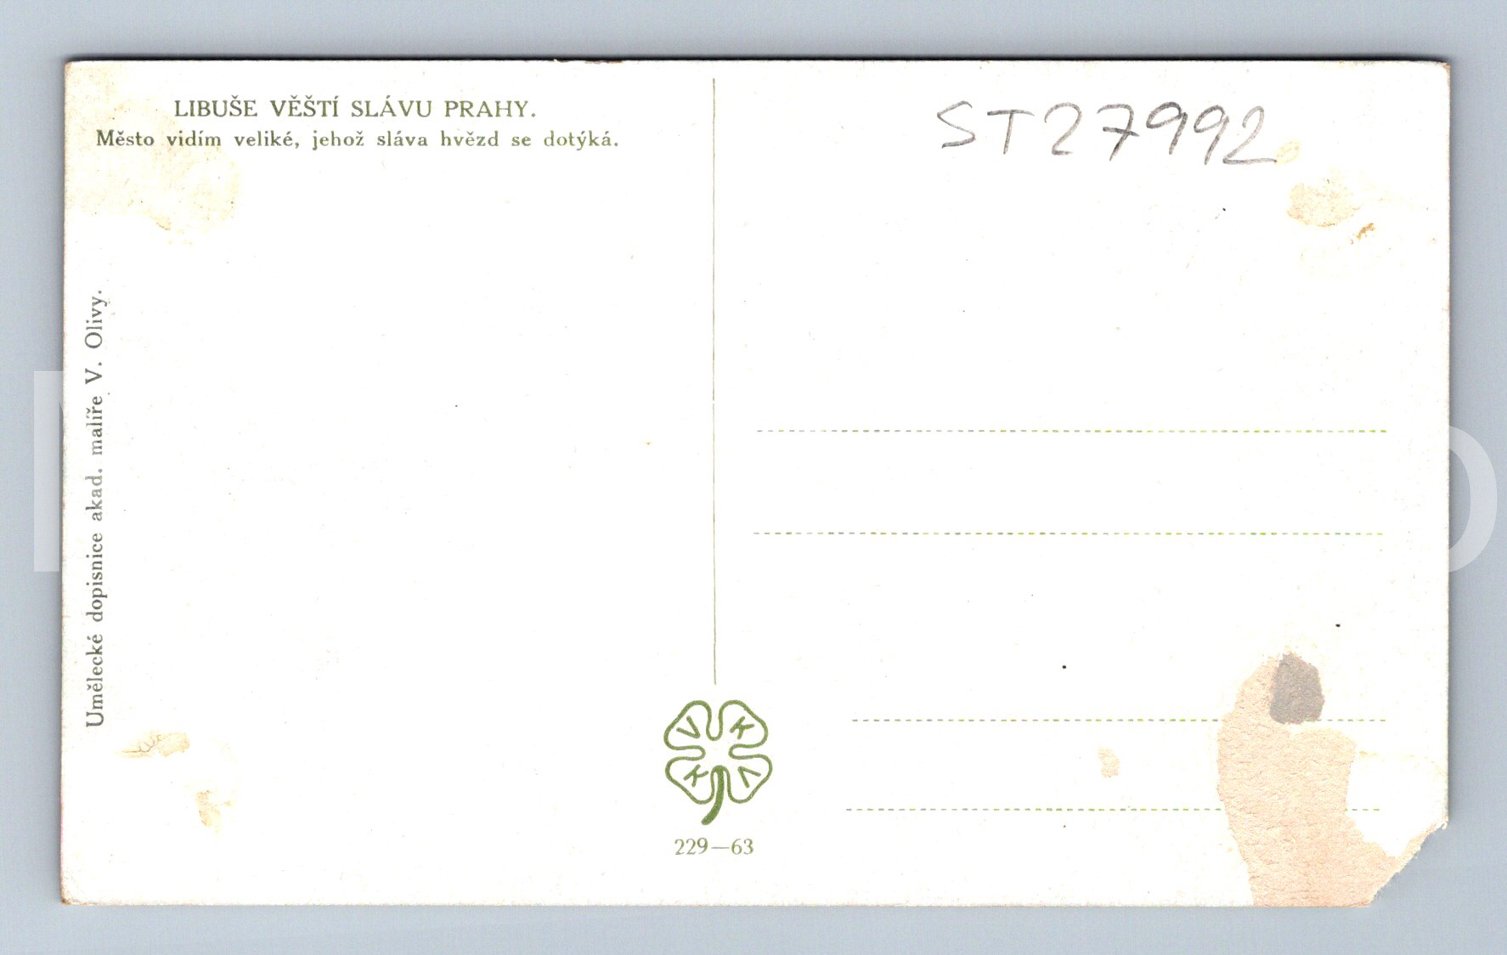 LIBUŠE VĚŠTÍ SLÁVU PRAHY.
Město vidím veliké, jehož sláva hvězd se dotýká.
ST27992
Umělecké dopisnice akad. malíře V. Olivy.
V K
K V
229—63